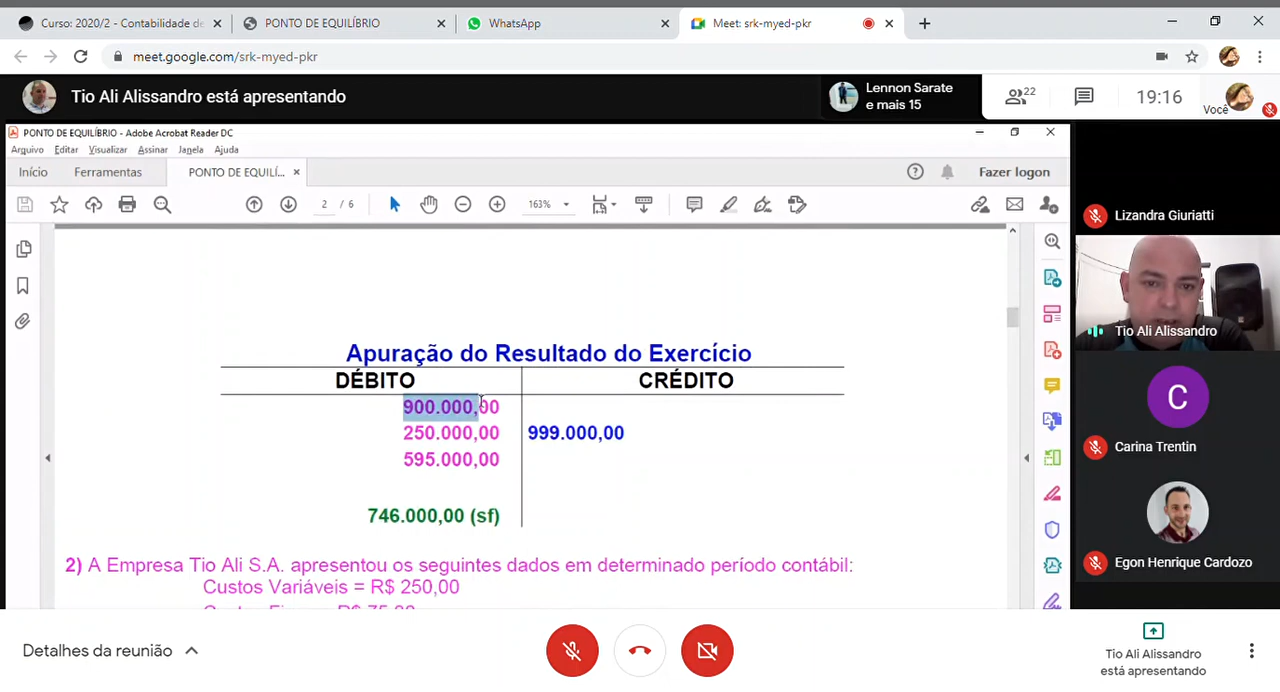 Curso: 2020/2 - Contabilidade de
PONTO DE EQUILÍBRIO
WhatsApp
Meet: srk-myed-pkr
meet.google.com/srk-myed-pkr
Tio Ali Alissandro está apresentando
Lennon Sarate
e mais 15
22
19:16
Você
PONTO DE EQUILÍBRIO - Adobe Acrobat Reader DC
Arquivo Editar Visualizar Assinar Janela Ajuda
Início Ferramentas PONTO DE EQUILÍ... Fazer logon
2 / 6 163%
Lizandra Giuriatti
Tio Ali Alissandro
C
Carina Trentin
Egon Henrique Cardozo
Apuração do Resultado do Exercício
DÉBITO CRÉDITO
900.000,00
250.000,00 999.000,00
595.000,00
746.000,00 (sf)
2) A Empresa Tio Ali S.A. apresentou os seguintes dados em determinado período contábil:
Custos Variáveis = R$ 250,00
Detalhes da reunião
Tio Ali Alissandro
está apresentando